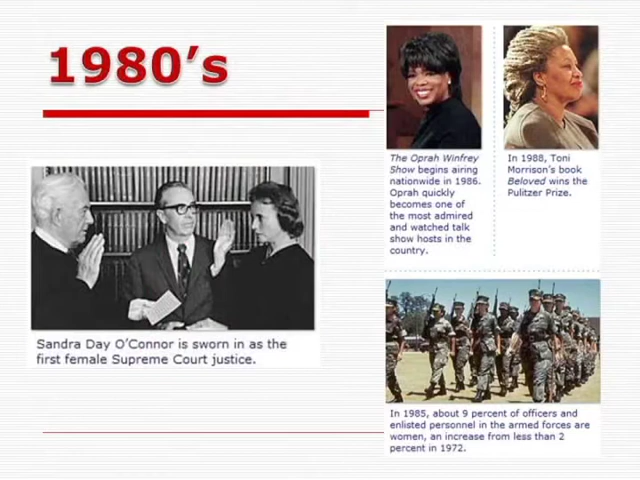 1980’s
Sandra Day O’Connor is sworn in as the
first female Supreme Court justice.
The Oprah Winfrey
Show begins airing
nationwide in 1986.
Oprah quickly
becomes one of
the most admired
and watched talk
show hosts in the
country.
In 1988, Toni
Morrison’s book
Beloved wins the
Pulitzer Prize.
In 1985, about 9 percent of officers and
enlisted personnel in the armed forces are
women, an increase from less than 2
percent in 1972.